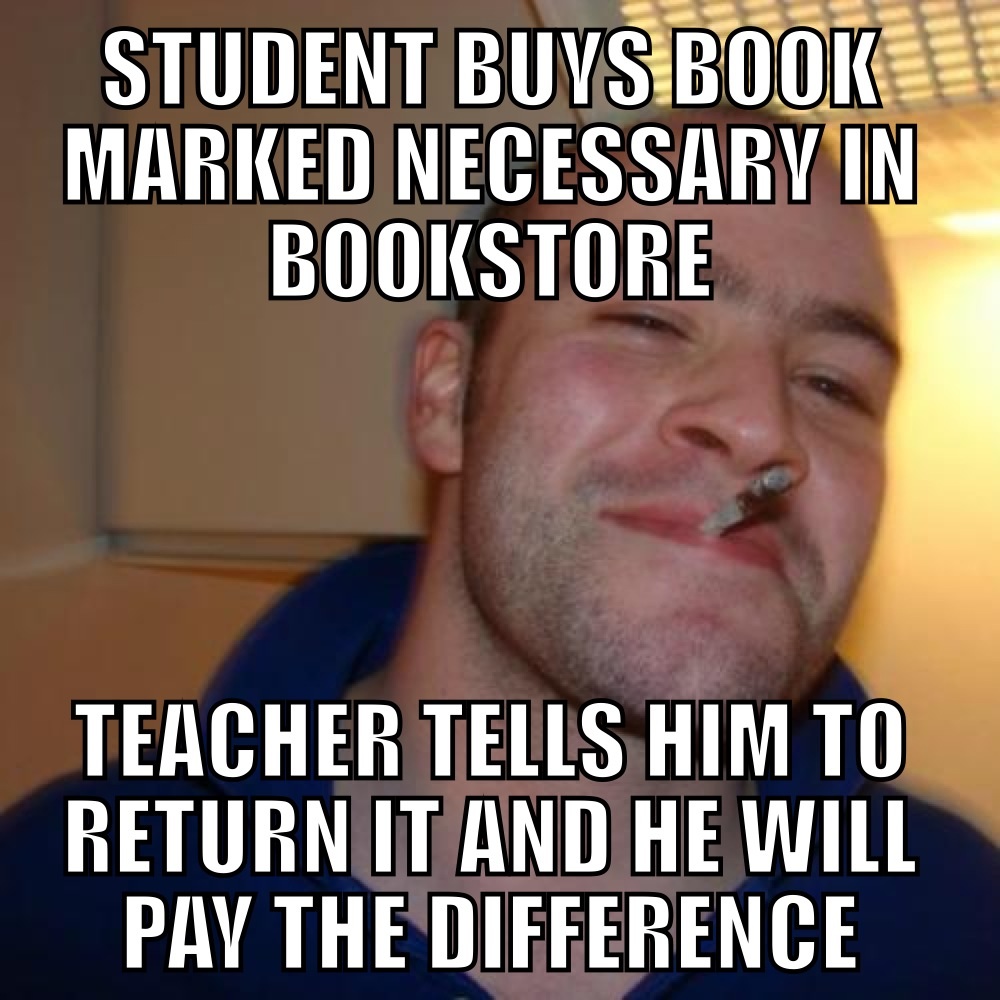 STUDENT BUYS BOOK
MARKED NECESSARY IN
BOOKSTORE
TEACHER TELLS HIM TO
RETURN IT AND HE WILL
PAY THE DIFFERENCE